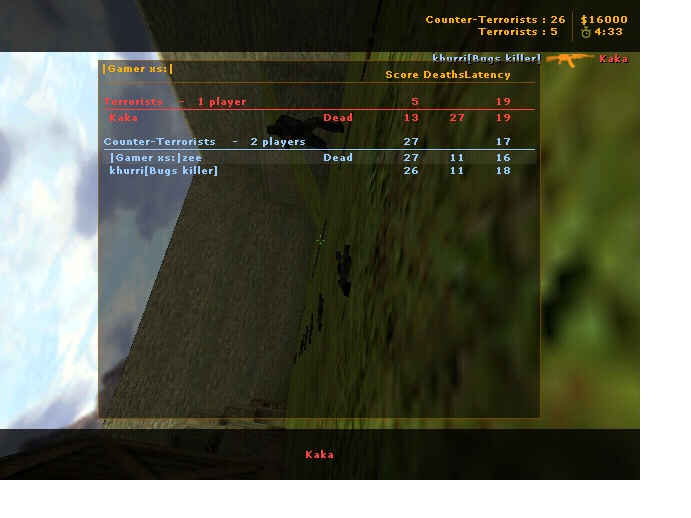 Counter-Terrorists : 26 $16000
Terrorists : 5 4:33
khurri[Bugs killer] Kaka
|Gamer xs:|
Score Deaths Latency
Terrorists - 1 player 5 19
Kaka Dead 13 27 19
Counter-Terrorists - 2 players 27 17
|Gamer xs:|zee Dead 27 11 16
khurri[Bugs killer] 26 11 18
Kaka